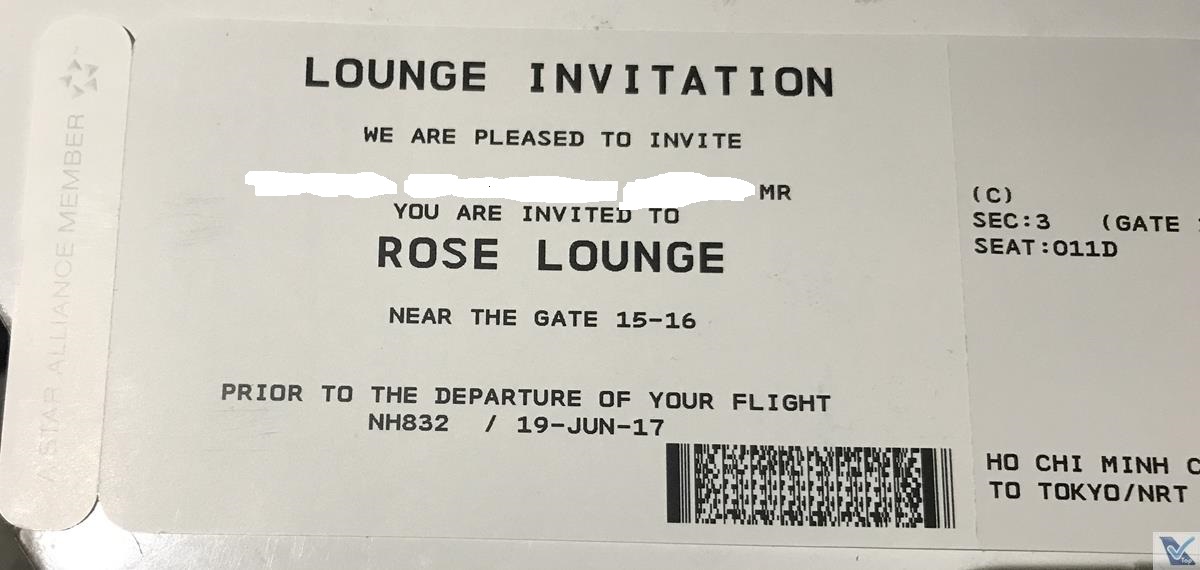 A STAR ALLIANCE MEMBER
LOUNGE INVITATION
WE ARE PLEASED TO INVITE
MR
YOU ARE INVITED TO
ROSE LOUNGE
NEAR THE GATE 15-16
PRIOR TO THE DEPARTURE OF YOUR FLIGHT
NH832 / 19-JUN-17
(C)
SEC:3 (GATE
SEAT:011D
HO CHI MINH C
TO TOKYO/NRT
Top